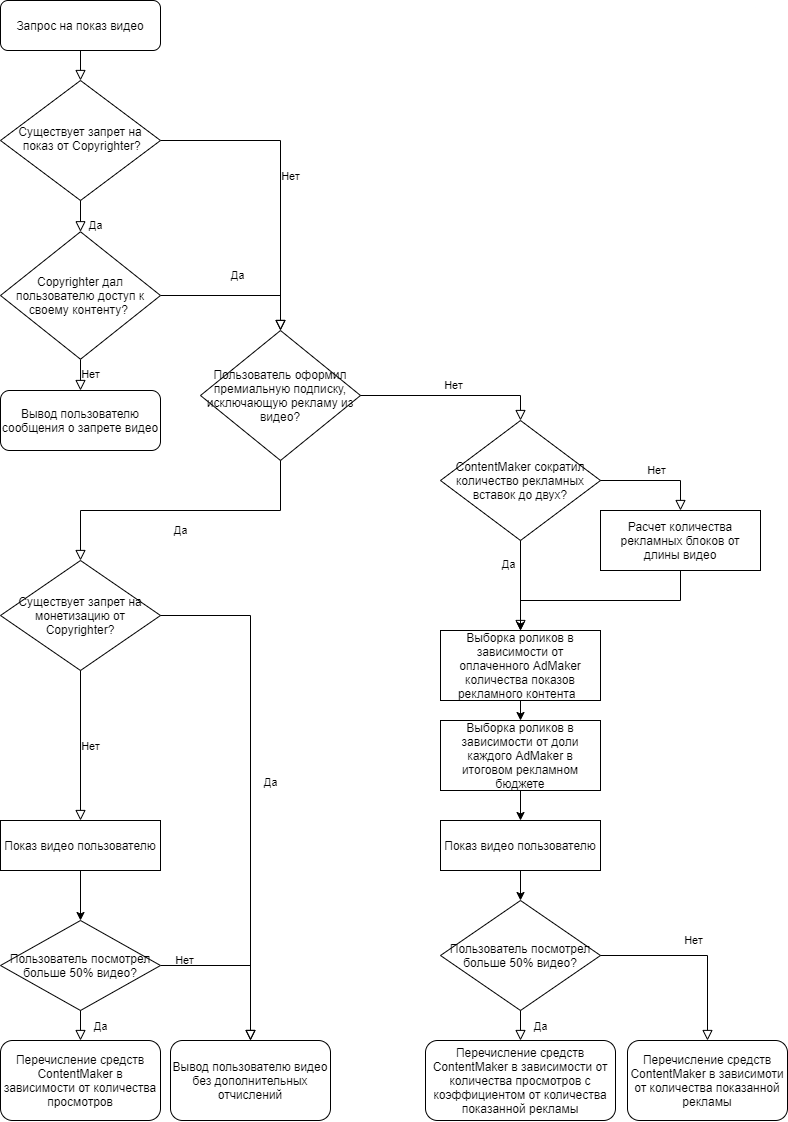 Запрос на показ видео
Существует запрет на
показ от Copyrighter?
Нет
Да
Copyrighter дал
пользователю доступ к
своему контенту?
Да
Нет
Вывод пользователю
сообщения о запрете видео
Пользователь оформил
премиальную подписку,
исключающую рекламу из
видео?
Нет
Да
ContentMaker сократил
количество рекламных
вставок до двух?
Нет
Расчет количества
рекламных блоков от
длины видео
Да
Существует запрет на
монетизацию от
Copyrighter?
Выборка роликов в
зависимости от
оплаченного AdMaker
количества показов
рекламного контента
Выборка роликов в
зависимости от доли
каждого AdMaker в
итоговом рекламном
бюджете
Нет
Да
Показ видео пользователю
Показ видео пользователю
Пользователь посмотрел
больше 50% видео?
Нет
Пользователь посмотрел
больше 50% видео?
Нет
Да
Да
Перечисление средств
ContentMaker в
зависимости от количества
просмотров
Вывод пользователю видео
без дополнительных
отчислений
Перечисление средств
ContentMaker в зависимости от
количества просмотров с
коэффициентом от количества
показанной рекламы
Перечисление средств
ContentMaker в зависимоти
от количества показанной
рекламы